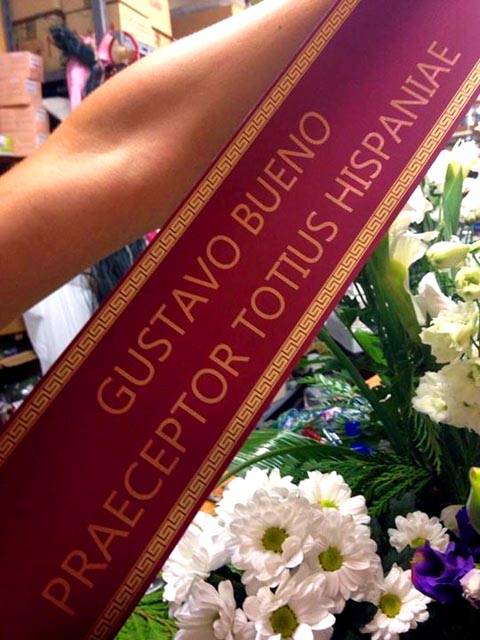 GUSTAVO BUENO
PRAECEPTOR TOTIUS HISPANIAE